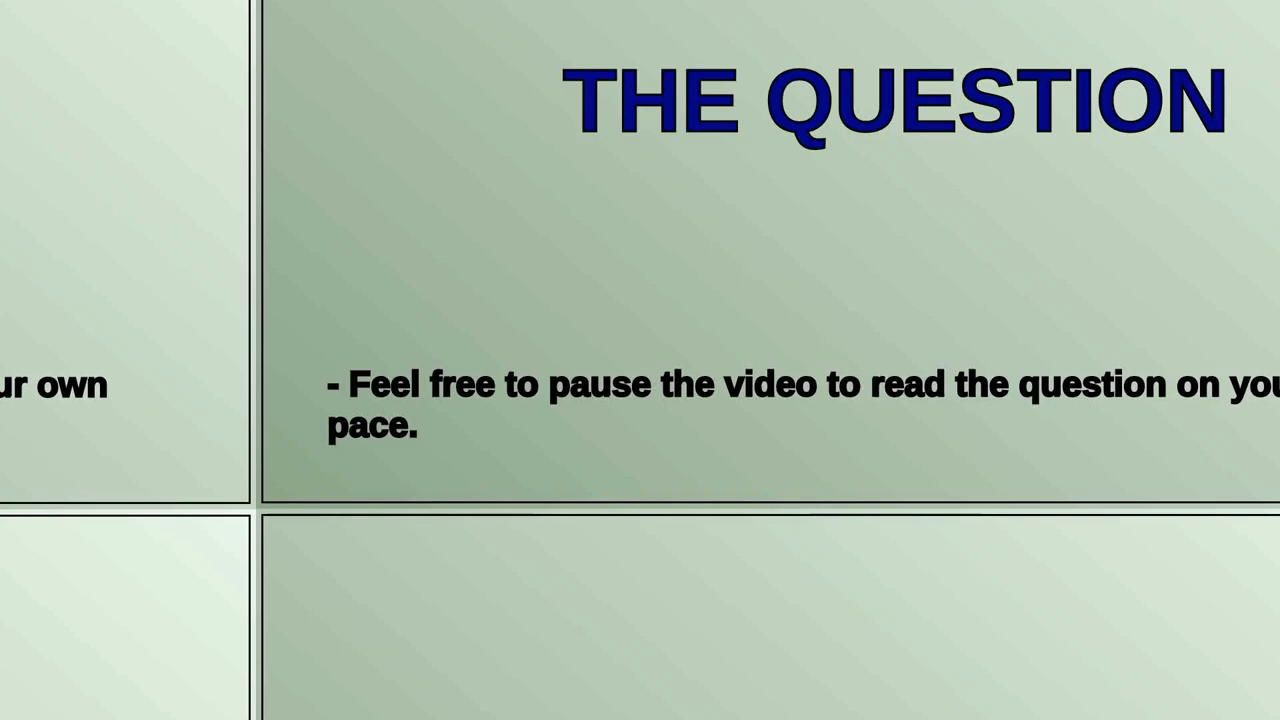 THE QUESTION
ur own
- Feel free to pause the video to read the question on you
pace.